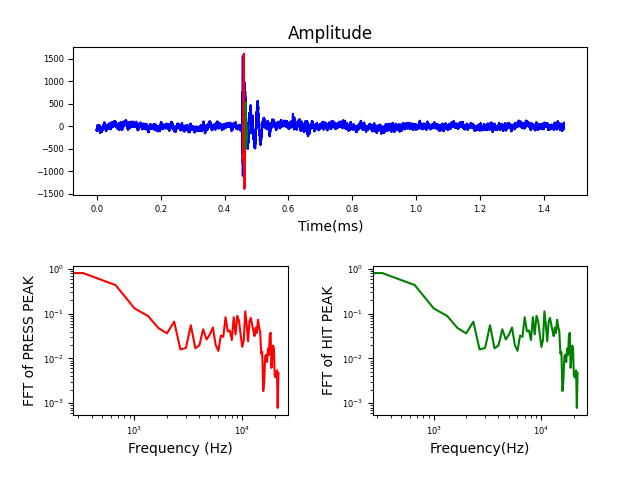 Amplitude
1500
1000
500
0
−500
−1000
−1500
0.0 0.2 0.4 0.6 0.8 1.0 1.2 1.4
Time(ms)
FFT of PRESS PEAK
10⁰
10⁻¹
10⁻²
10⁻³
10³ 10⁴
Frequency (Hz)
FFT of HIT PEAK
10⁰
10⁻¹
10⁻²
10⁻³
10³ 10⁴
Frequency(Hz)